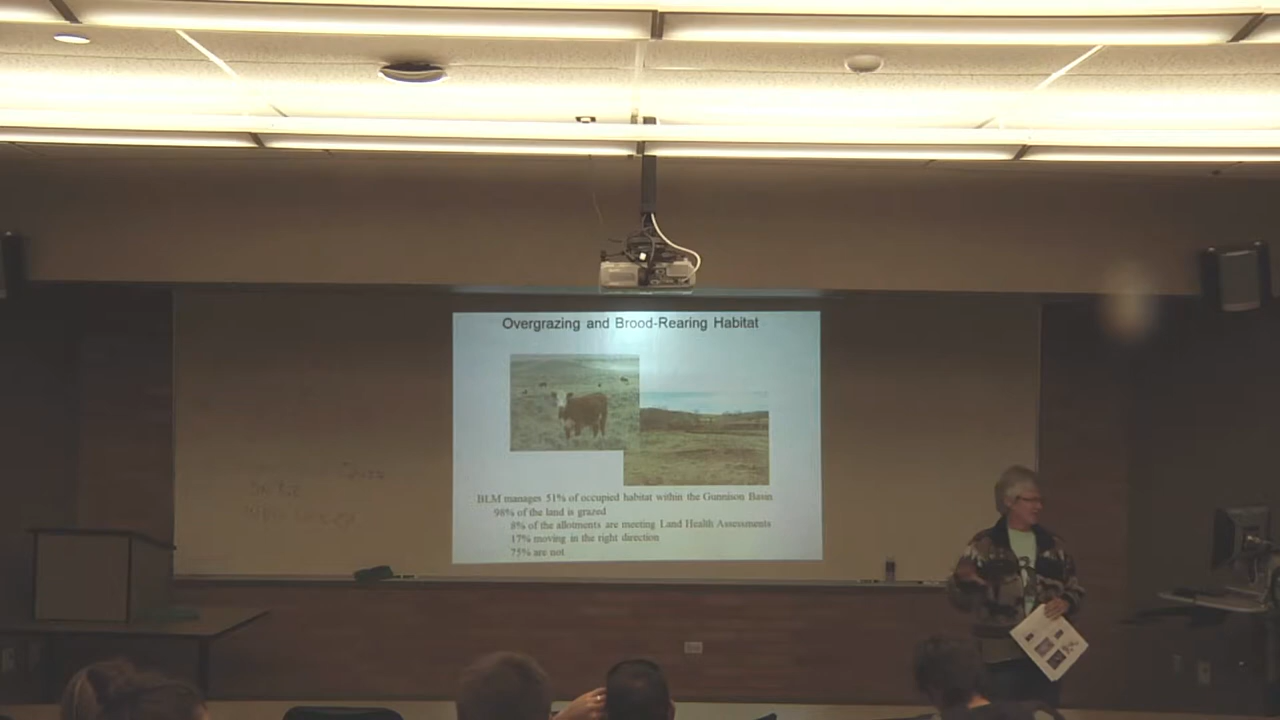 Overgrazing and Brood-Rearing Habitat
BLM manages 51% of occupied habitat within the Gunnison Basin
98% of the land is grazed
8% of the allotments are meeting Land Health Assessments
17% moving in the right direction
75% are not